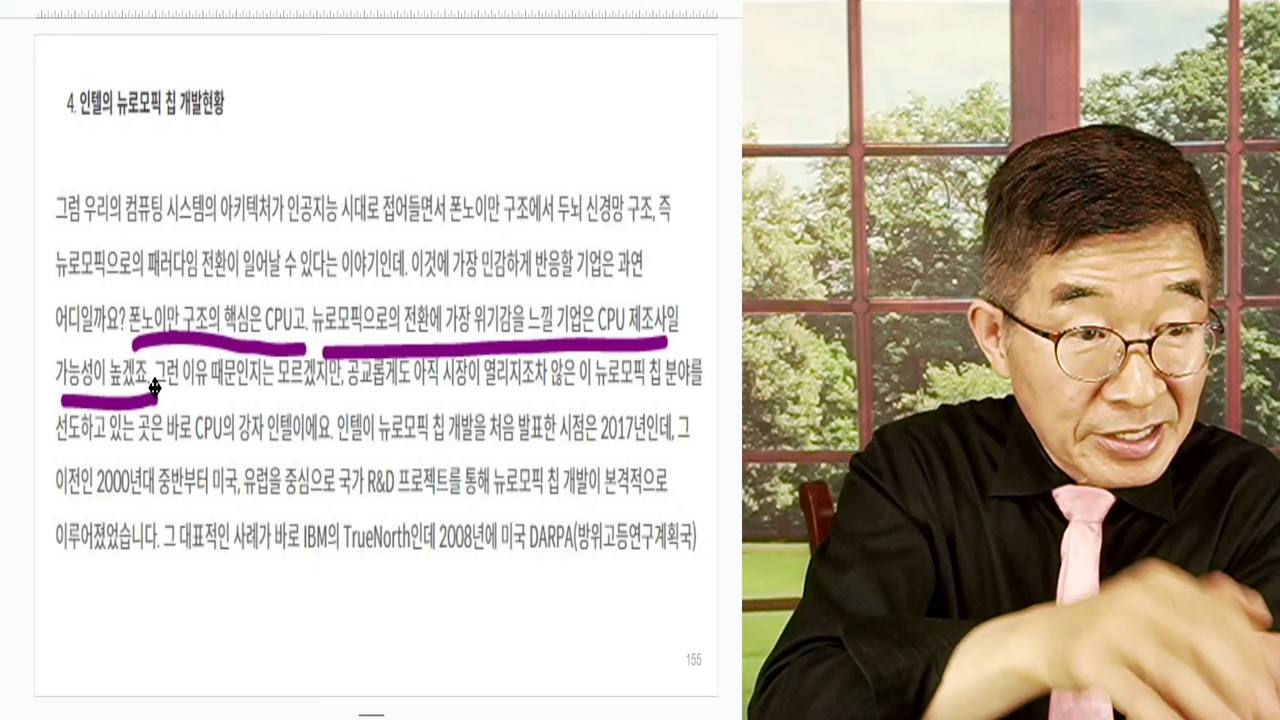 4. 인텔의 뉴로모픽 칩 개발현황
그럼 우리의 컴퓨팅 시스템의 아키텍처가 인공지능 시대로 접어들면서 폰노이만 구조에서 두뇌 신경망 구조, 즉
뉴로모픽으로의 패러다임 전환이 일어날 수 있다는 이야기인데. 이것에 가장 민감하게 반응할 기업은 과연
어디일까요? 폰노이만 구조의 핵심은 CPU고. 뉴로모픽으로의 전환에 가장 위기감을 느낄 기업은 CPU 제조사일
가능성이 높겠죠. 그런 이유 때문인지는 모르겠지만, 공교롭게도 아직 시장이 열리지조차 않은 이 뉴로모픽 칩 분야를
선도하고 있는 곳은 바로 CPU의 강자 인텔이에요. 인텔이 뉴로모픽 칩 개발을 처음 발표한 시점은 2017년인데, 그
이전인 2000년대 중반부터 미국, 유럽을 중심으로 국가 R&D 프로젝트를 통해 뉴로모픽 칩 개발이 본격적으로
이루어졌었습니다. 그 대표적인 사례가 바로 IBM의 TrueNorth인데 2008년에 미국 DARPA(방위고등연구계획국)
155